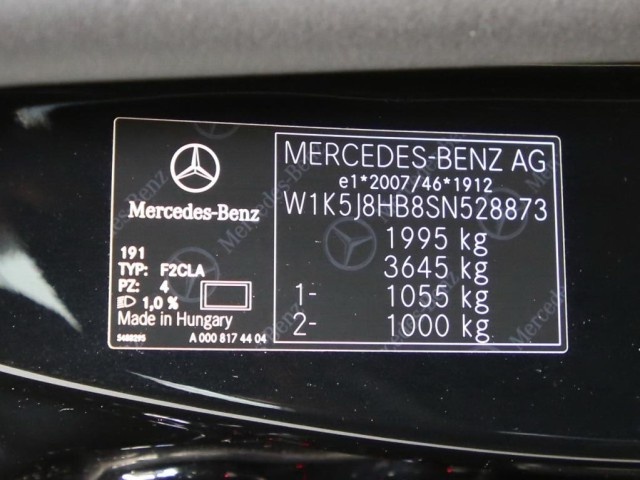 Mercedes-Benz
191
TYP: F2CLA
PZ: 4
1,0 %
Made in Hungary
S488295
A 000 817 44 04
MERCEDES-BENZ AG
e1*2007/46*1912
W1K5J8HB8SN528873
1995 kg
3645 kg
1- 1055 kg
2- 1000 kg